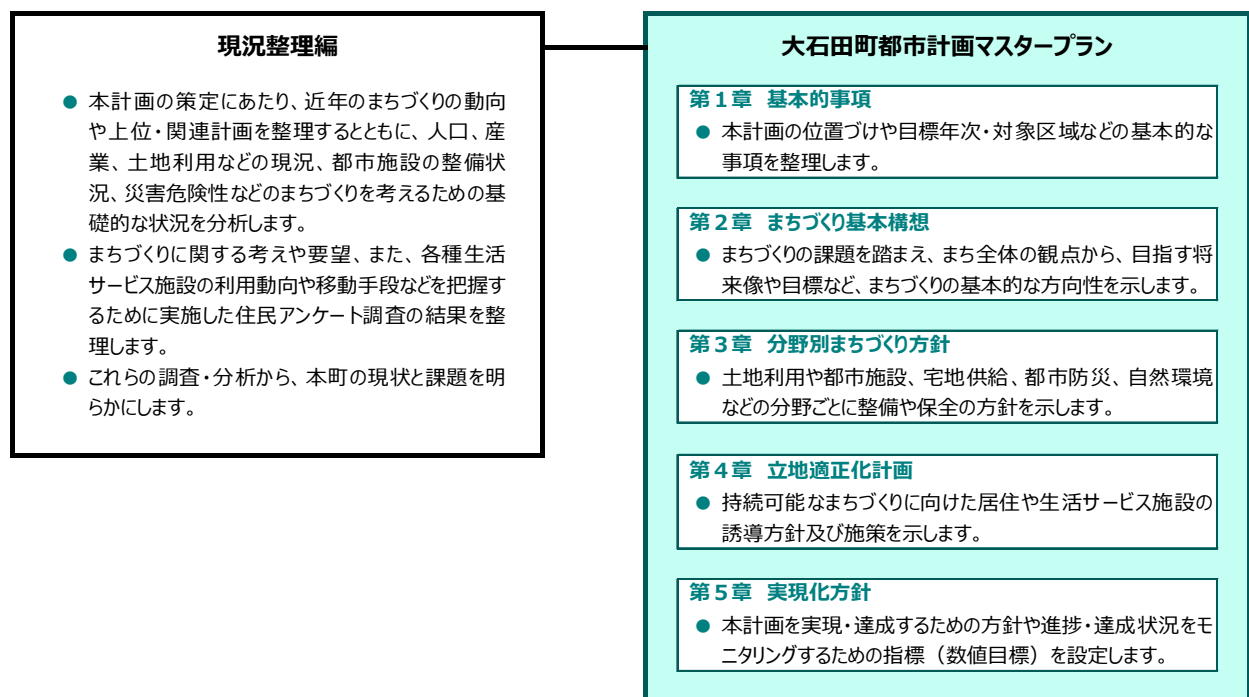 現況整理編
● 本計画の策定にあたり、近年のまちづくりの動向
や上位・関連計画を整理するとともに、人口、産
業、土地利用などの現況、都市施設の整備状
況、災害危険性などのまちづくりを考えるための基
礎的な状況を分析します。
● まちづくりに関する考えや要望、また、各種生活
サービス施設の利用動向や移動手段などを把握す
るために実施した住民アンケート調査の結果を整
理します。
● これらの調査・分析から、本町の現状と課題を明
らかにします。
大石田町都市計画マスタープラン
第１章 基本的事項
● 本計画の位置づけや目標年次・対象区域などの基本的な
事項を整理します。
第２章 まちづくり基本構想
● まちづくりの課題を踏まえ、まち全体の観点から、目指す将
来像や目標など、まちづくりの基本的な方向性を示します。
第３章 分野別まちづくり方針
● 土地利用や都市施設、宅地供給、都市防災、自然環境
などの分野ごとに整備や保全の方針を示します。
第４章 立地適正化計画
● 持続可能なまちづくりに向けた居住や生活サービス施設の
誘導方針及び施策を示します。
第５章 実現化方針
● 本計画を実現・達成するための方針や進捗・達成状況をモ
ニタリングするための指標（数値目標）を設定します。